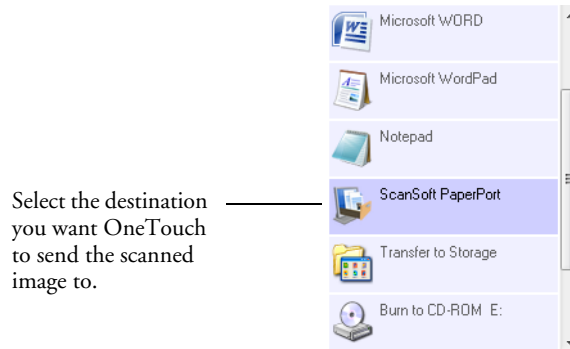 Microsoft WORD
Microsoft WordPad
Notepad
Select the destination
you want OneTouch
to send the scanned
image to.
ScanSoft PaperPort
Transfer to Storage
Burn to CD-ROM E: